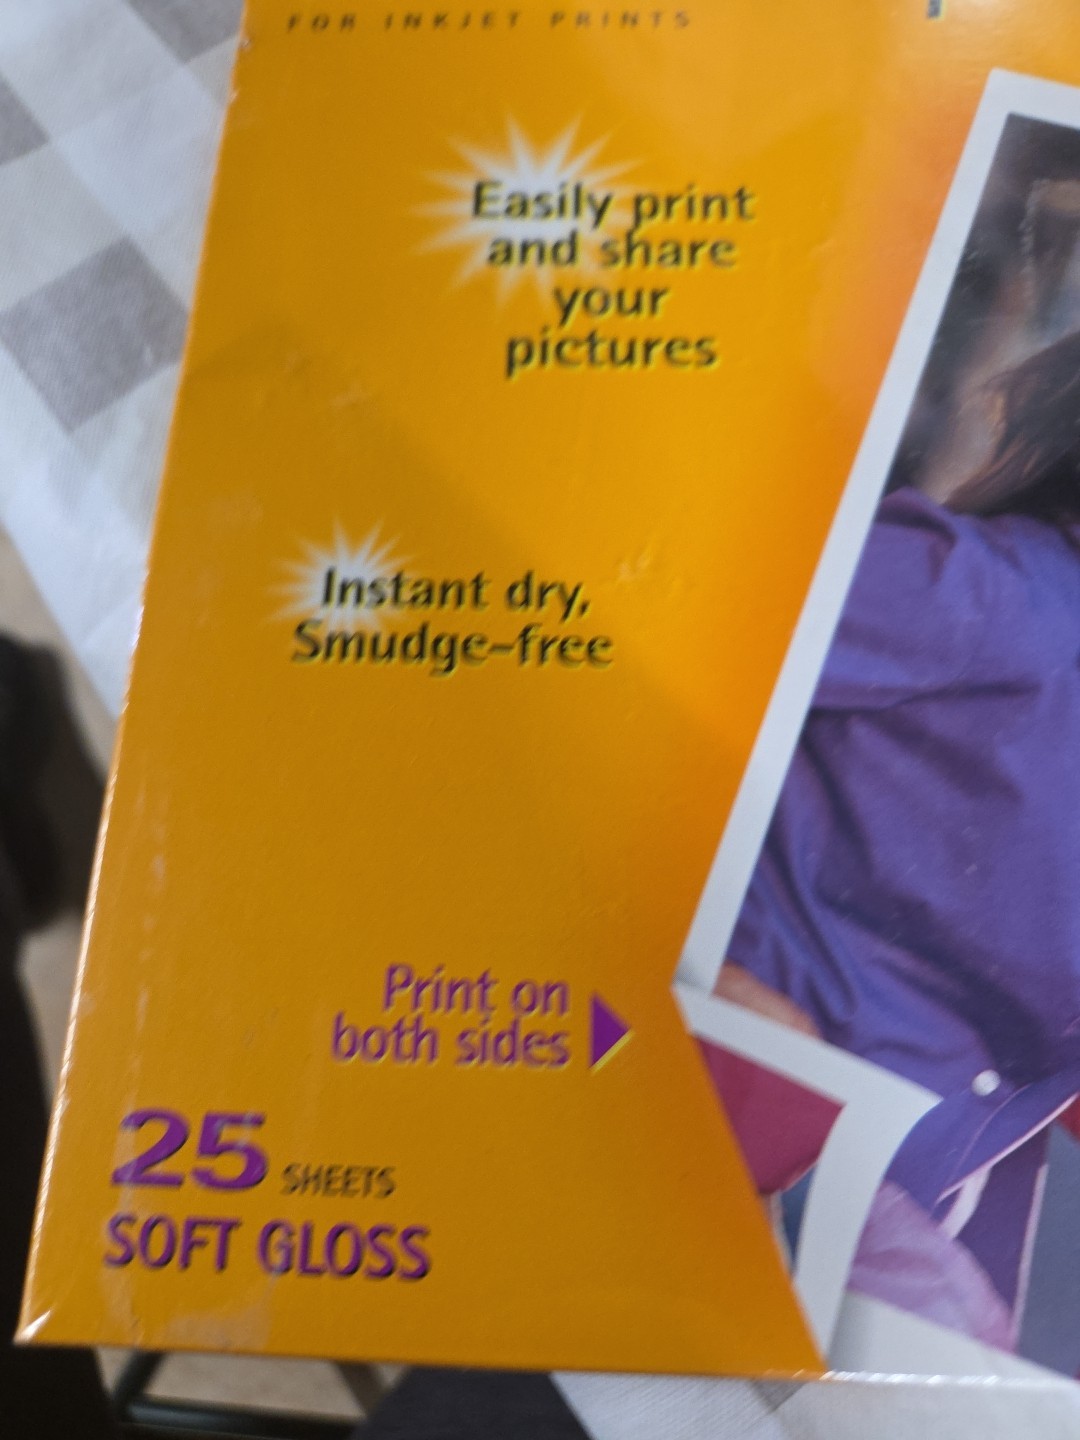 FOR INKJET PRINTS
Easily print
and share
your
pictures
Instant dry,
Smudge-free
Print on
both sides
25 SHEETS
SOFT GLOSS